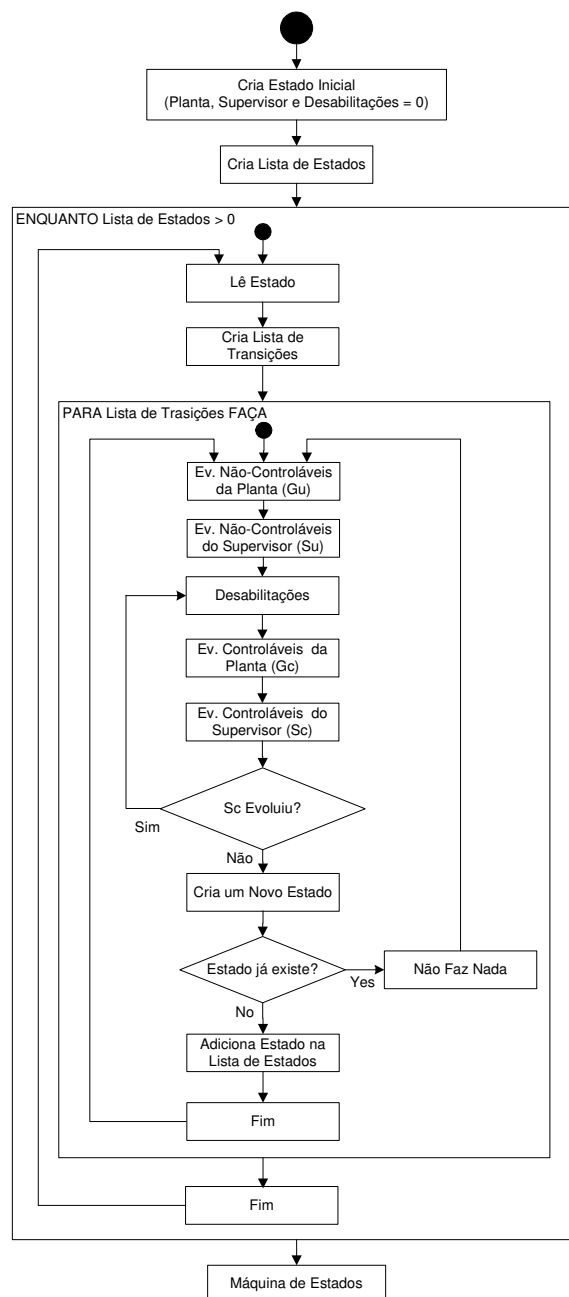 Cria Estado Inicial
(Planta, Supervisor e Desabilitações = 0)
Cria Lista de Estados
ENQUANTO Lista de Estados > 0
Lê Estado
Cria Lista de
Transições
PARA Lista de Trasições FAÇA
Ev. Não-Controláveis
da Planta (Gu)
Ev. Não-Controláveis
do Supervisor (Su)
Desabilitações
Ev. Controláveis da
Planta (Gc)
Ev. Controláveis do
Supervisor (Sc)
Sc Evoluiu?
Sim
Não
Cria um Novo Estado
Estado já existe?
Yes
Não Faz Nada
No
Adiciona Estado na
Lista de Estados
Fim
Fim
Máquina de Estados